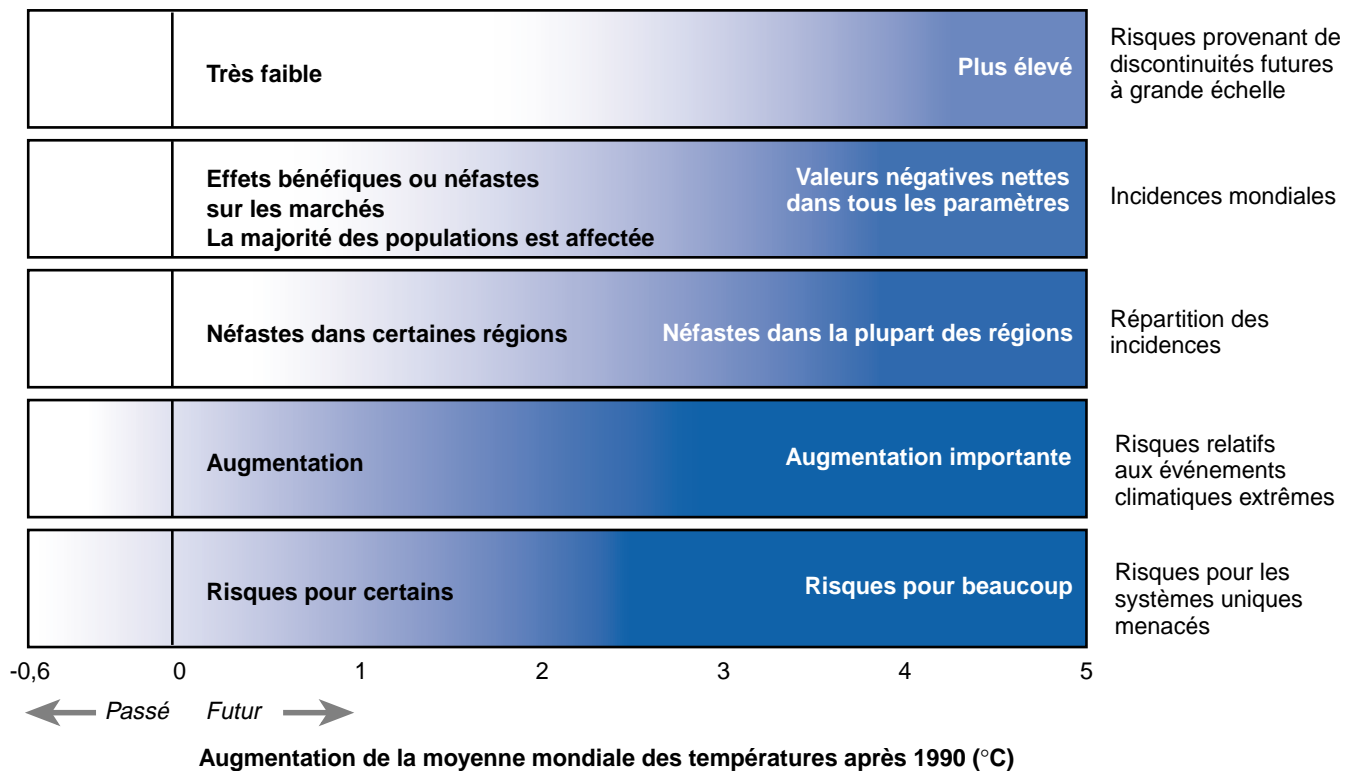 Très faible
Plus élevé
Risques provenant de
discontinuités futures
à grande échelle
Effets bénéfiques ou néfastes
sur les marchés
La majorité des populations est affectée
Valeurs négatives nettes
dans tous les paramètres
Incidences mondiales
Néfastes dans certaines régions
Néfastes dans la plupart des régions
Répartition des
incidences
Augmentation
Augmentation importante
Risques relatifs
aux événements
climatiques extrêmes
Risques pour certains
Risques pour beaucoup
Risques pour les
systèmes uniques
menacés
-0,6 0 1 2 3 4 5
Passé Futur
Augmentation de la moyenne mondiale des températures après 1990 (°C)